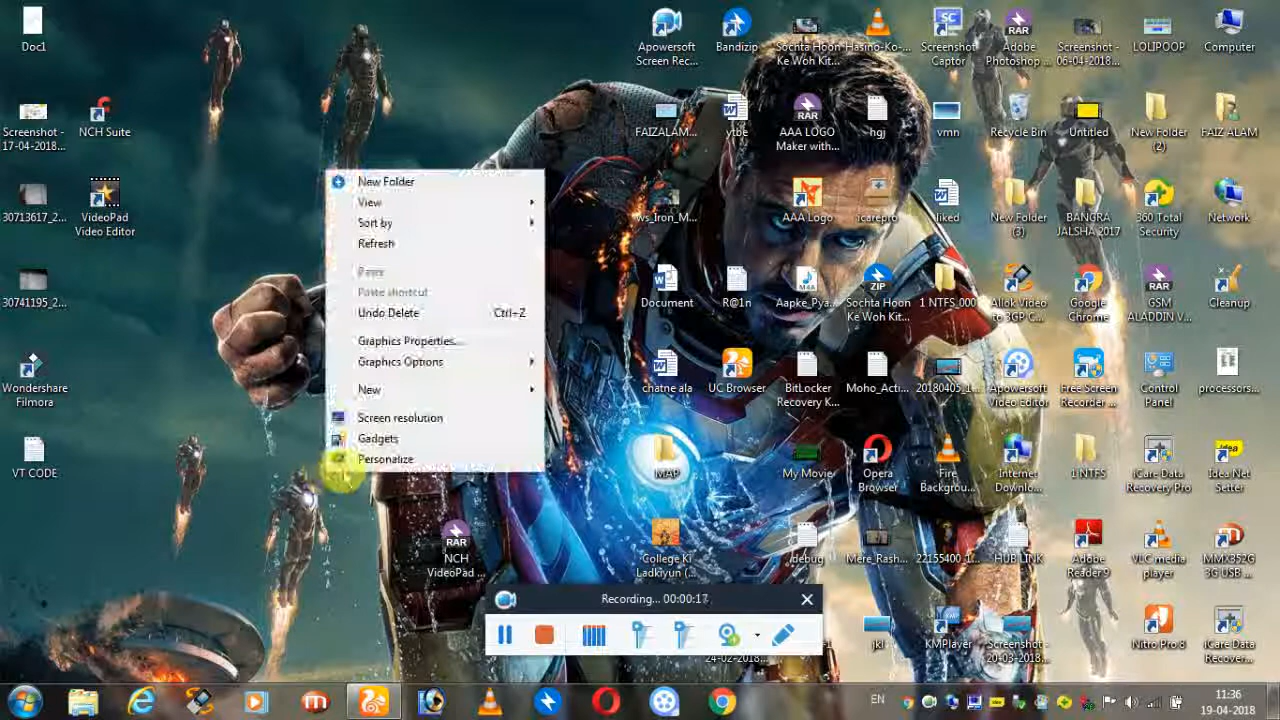 Doc1
Apowersoft
Screen Rec...
Bandizip
Sochta Hoon
Ke Woh Kit...
Hasino-Ko-...
Screenshot
Captor
Adobe
Photoshop...
Screenshot -
06-04-2018...
LOLIPOOP
Computer
Screenshot -
17-04-2018...
NCH Suite
FAIZALAM...
ytbe
AAA LOGO
Maker with...
hgj
vmn
Recycle Bin
Untitled
New Folder
(2)
FAIZ ALAM
New Folder
View
Sort by
Refresh
Paste
Paste shortcut
Undo Delete Ctrl+Z
Graphics Properties...
Graphics Options
New
Screen resolution
Gadgets
Personalize
30713617_2...
VideoPad
Video Editor
ws_Iron_M...
AAA Logo
icarepro
liked
New Folder
(3)
BANGRA
JALSHA 2017
360 Total
Security
Network
30741195_2...
Document
R@1n
Aapke_Pya...
Sochta Hoon
Ke Woh Kit...
1 NTFS_000
Allok Video
to 3GP C...
Google
Chrome
GSM
ALADDIN V...
Cleanup
Wondershare
Filmora
chatne ala
UC Browser
BitLocker
Recovery K...
Moho_Acti...
20180405_1...
Apowersoft
Video Editor
Free Screen
Recorder ...
Control
Panel
processors...
VT CODE
MAP
My Movie
Opera
Browser
Fire
Backgrou...
Internet
Downlo...
1 NTFS
iCare Data
Recovery Pro
Idea Net
Setter
NCH
VideoPad ...
College Ki
Ladkiyun (...
debug
Mere_Rash...
22155400_1...
HUB LINK
Adobe
Reader 9
VLC media
player
MMX352G
3G USB ...
Recording... 00:00:17
24-02-2018...
jkl
KMPlayer
Screenshot -
20-03-2018...
Nitro Pro 8
iCare Data
Recover...
EN
11:36
19-04-2018